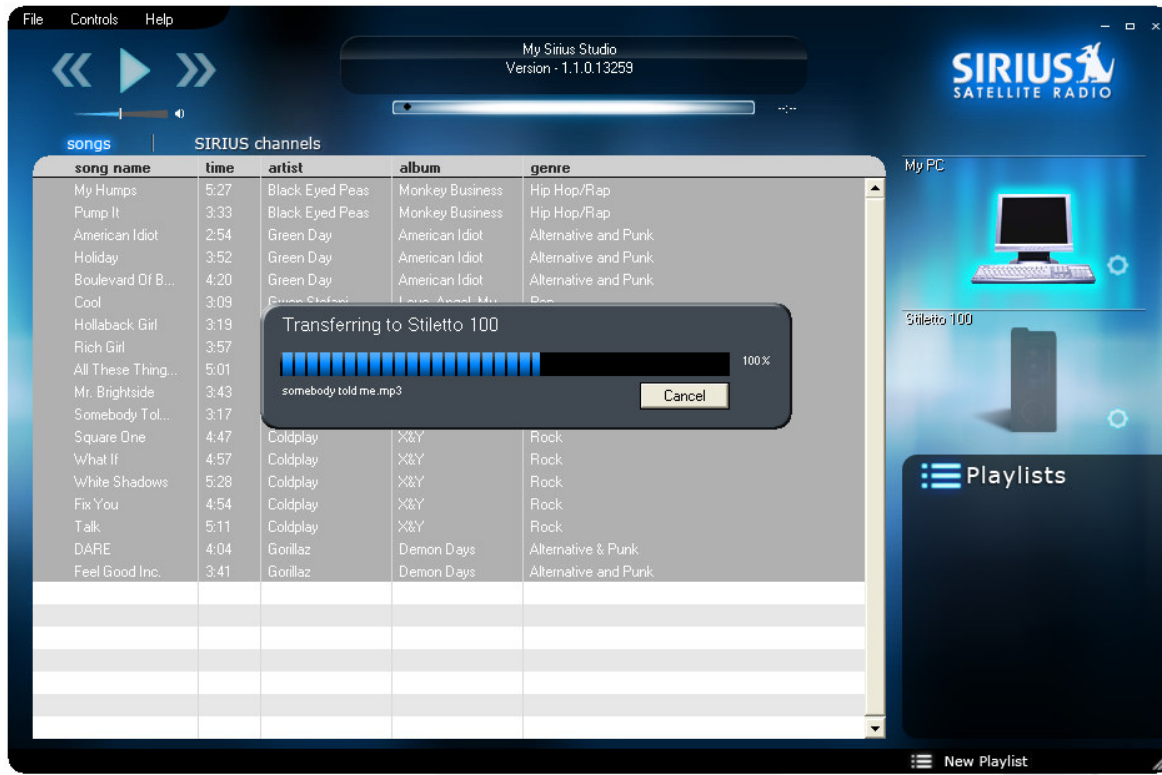 File Controls Help
My Sirius Studio
Version - 1.1.0.13259
SIRIUS
SATELLITE RADIO
--:--
songs SIRIUS channels
song name time artist album genre
My Humps 5:27 Black Eyed Peas Monkey Business Hip Hop/Rap
Pump It 3:33 Black Eyed Peas Monkey Business Hip Hop/Rap
American Idiot 2:54 Green Day American Idiot Alternative and Punk
Holiday 3:52 Green Day American Idiot Alternative and Punk
Boulevard Of B... 4:20 Green Day American Idiot Alternative and Punk
Cool 3:09 Gwen Stefani Love, Angel, Mu... Pop
Hollaback Girl 3:19
Rich Girl 3:57
All These Thing... 5:01
Mr. Brightside 3:43
Somebody Tol... 3:17
Transferring to Stiletto 100
100%
somebody told me.mp3
Cancel
Square One 4:47 Coldplay X&Y Rock
What If 4:57 Coldplay X&Y Rock
White Shadows 5:28 Coldplay X&Y Rock
Fix You 4:54 Coldplay X&Y Rock
Talk 5:11 Coldplay X&Y Rock
DARE 4:04 Gorillaz Demon Days Alternative & Punk
Feel Good Inc. 3:41 Gorillaz Demon Days Alternative and Punk
My PC
Stiletto 100
Playlists
New Playlist